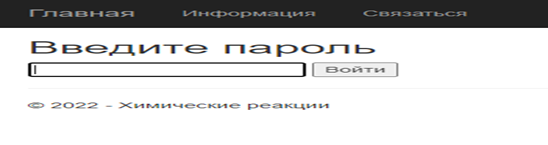 Главная Информация Связаться
Введите пароль
Войти
© 2022 - Химические реакции